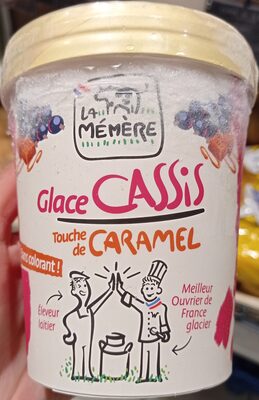 LA
MÉMÈRE
Glace CASSiS
Touche
de CARAMEL
sans colorant !
Éleveur
laitier
Meilleur
Ouvrier de
France
glacier